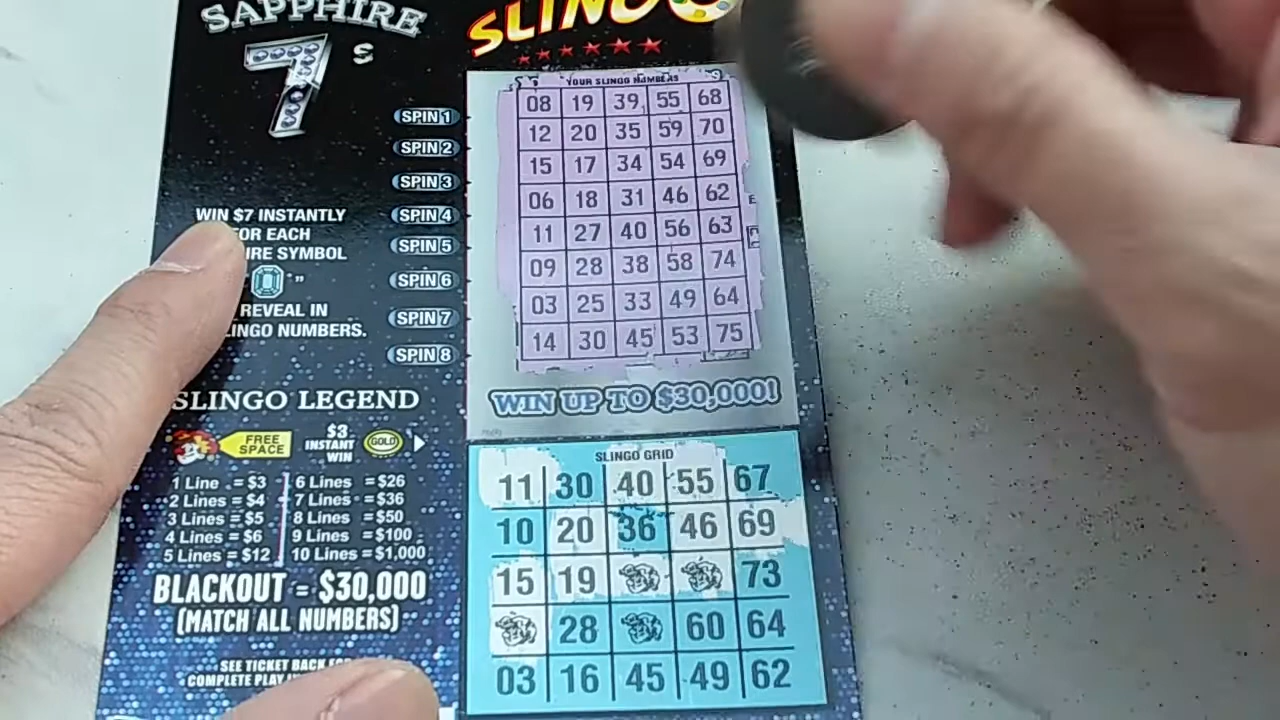 SAPPHIRE
7s
SLINGO
WIN $7 INSTANTLY
FOR EACH
IRE SYMBOL
"
REVEAL IN
LINGO NUMBERS.
YOUR SLINGO NUMBERS
SPIN 1 08 19 39 55 68
SPIN 2 12 20 35 59 70
SPIN 3 15 17 34 54 69
SPIN 4 06 18 31 46 62
SPIN 5 11 27 40 56 63
SPIN 6 09 28 38 58 74
SPIN 7 03 25 33 49 64
SPIN 8 14 30 45 53 75
WIN UP TO $30,000!
SLINGO LEGEND
FREE SPACE
$3 INSTANT WIN
GOLD
1 Line = $3 6 Lines = $26
2 Lines = $4 7 Lines = $36
3 Lines = $5 8 Lines = $50
4 Lines = $6 9 Lines = $100
5 Lines = $12 10 Lines = $1,000
BLACKOUT = $30,000
(MATCH ALL NUMBERS)
SEE TICKET BACK FOR
COMPLETE PLAY
SLINGO GRID
11 30 40 55 67
10 20 36 46 69
15 19 73
28 60 64
03 16 45 49 62